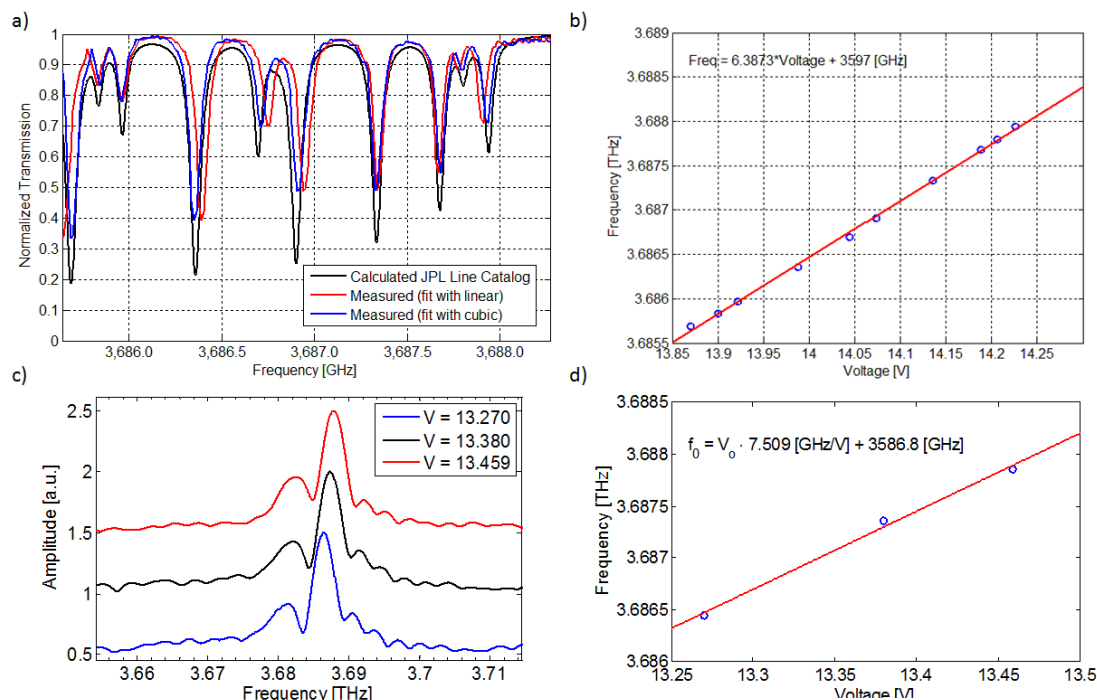 a)
Normalized Transmission
1
0.9
0.8
0.7
0.6
0.5
0.4
0.3
0.2
0.1
0
Calculated JPL Line Catalog
Measured (fit with linear)
Measured (fit with cubic)
3,686.0 3,686.5 3,687.0 3,687.5 3,688.0
Frequency [GHz]
b)
Frequency [THz]
3.689
3.6885
3.688
3.6875
3.687
3.6865
3.686
3.6855
Freq:= 6.3873*Voltage + 3597 [GHz]
13.85 13.9 13.95 14 14.05 14.1 14.15 14.2 14.25
Voltage [V]
c)
Amplitude [a.u.]
2.5
2
1.5
1
0.5
V = 13.270
V = 13.380
V = 13.459
3.66 3.67 3.68 3.69 3.7 3.71
Frequency [THz]
d)
Frequency [THz]
3.6885
3.688
3.6875
3.687
3.6865
3.686
f0 = Vo · 7.509 [GHz/V] + 3586.8 [GHz]
13.25 13.3 13.35 13.4 13.45 13.5
Voltage [V]